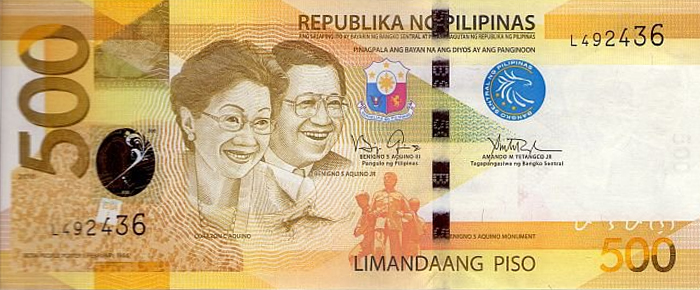 500
REPUBLIKA NG PILIPINAS
ANG SALAPING ITO AY BAYARIN NG BANGKO SENTRAL AT PINANANAGUTAN NG REPUBLIKA NG PILIPINAS
PINAGPALA ANG BAYAN NA ANG DIYOS AY ANG PANGINOON
L492436
BANGKO SENTRAL NG PILIPINAS
BENIGNO S AQUINO III
Pangulo ng Pilipinas
AMANDO M TETANGCO JR
Tagapangasiwa ng Bangko Sentral
BENIGNO S AQUINO JR
L492436
CORAZON C AQUINO
BENIGNO S AQUINO MONUMENT
LIMANDAANG PISO
500